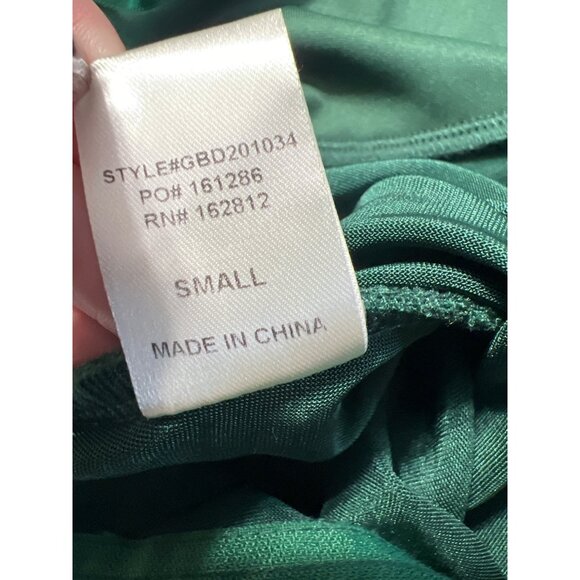 STYLE#GBD201034
PO# 161286
RN# 162812
SMALL
MADE IN CHINA